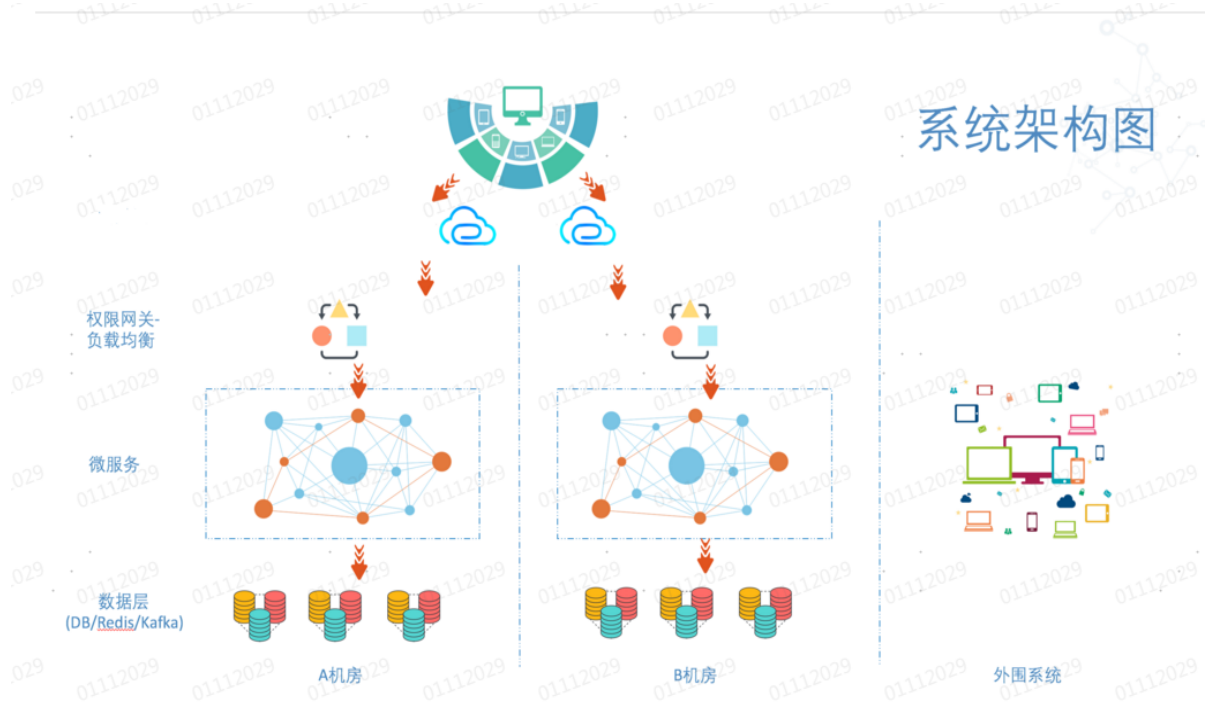 系统架构图
权限网关-
负载均衡
微服务
数据层
(DB/Redis/Kafka)
A机房
B机房
外围系统
01112029